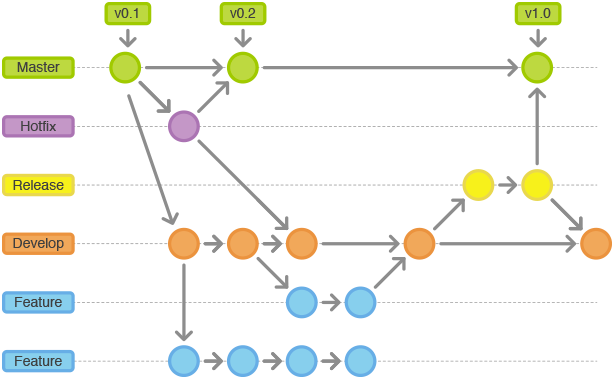 v0.1
v0.2
v1.0
Master
Hotfix
Release
Develop
Feature
Feature